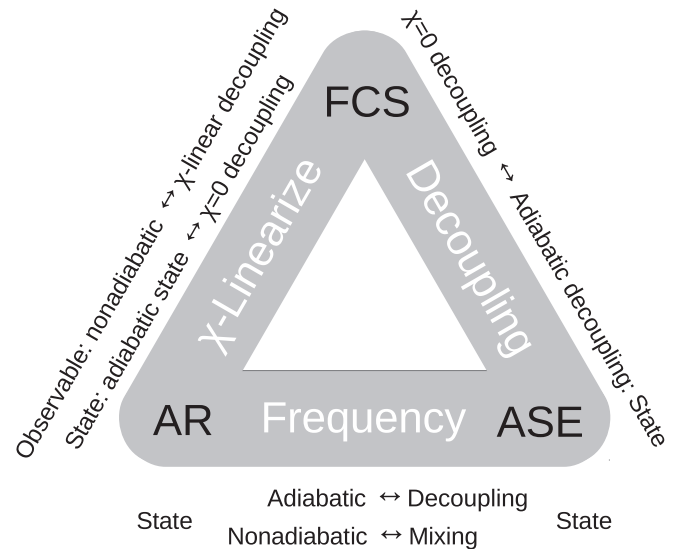 Observable: nonadiabatic ↔ χ-linear decoupling
State: adiabatic state ↔ χ=0 decoupling
χ=0 decoupling ↔ Adiabatic decoupling: State
FCS
χ-Linearize
Decoupling
AR
Frequency
ASE
Adiabatic ↔ Decoupling
State
State
Nonadiabatic ↔ Mixing